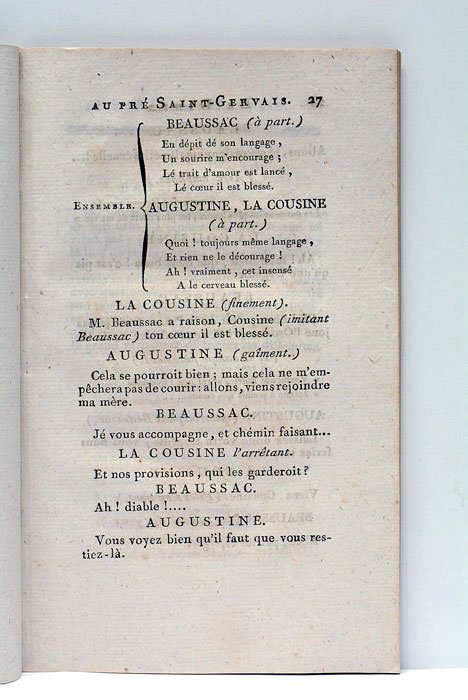 AU PRÉ SAINT-GERVAIS. 27
BEAUSSAC (à part.)
En dépit dé son langage,
Un sourire m'encourage ;
Lé trait d'amour est lancé,
Lé cœur il est blessé.
ENSEMBLE.
AUGUSTINE, LA COUSINE
(à part.)
Quoi ! toujours même langage,
Et rien ne le décourage !
Ah ! vraiment, cet insensé
A le cerveau blessé.
LA COUSINE (finement).
M. Beaussac a raison, Cousine (imitant
Beaussac) ton cœur il est blessé.
AUGUSTINE (gaîment.)
Cela se pourroit bien ; mais cela ne m'em-
pêchera pas de courir : allons, viens rejoindre
ma mère.
BEAUSSAC.
Jé vous accompagne, et chémin faisant...
LA COUSINE l'arrêtant.
Et nos provisions, qui les garderoit ?
BEAUSSAC.
Ah ! diable !....
AUGUSTINE.
Vous voyez bien qu'il faut que vous res-
tiez-là.